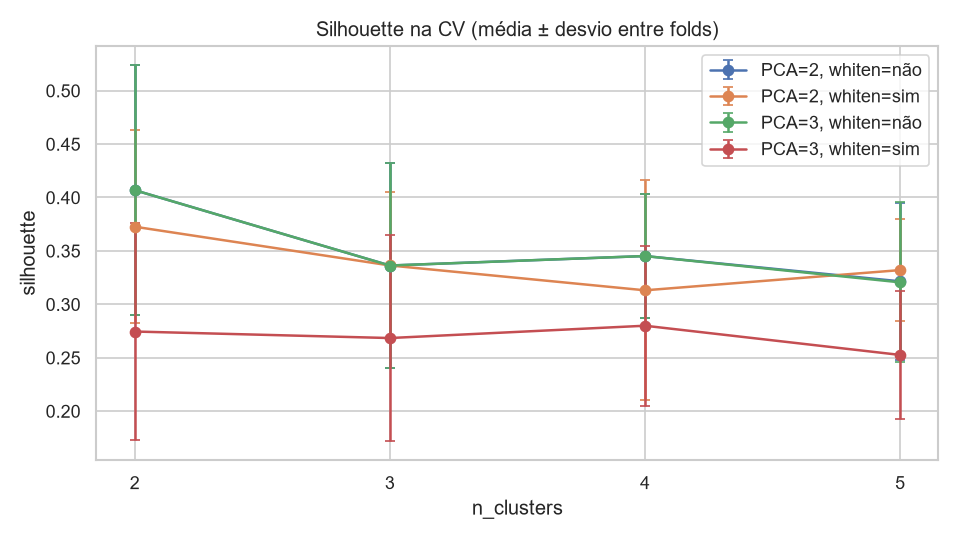 Silhouette na CV (média ± desvio entre folds)
PCA=2, whiten=não
PCA=2, whiten=sim
PCA=3, whiten=não
PCA=3, whiten=sim
silhouette
0.50
0.45
0.40
0.35
0.30
0.25
0.20
2 3 4 5
n_clusters